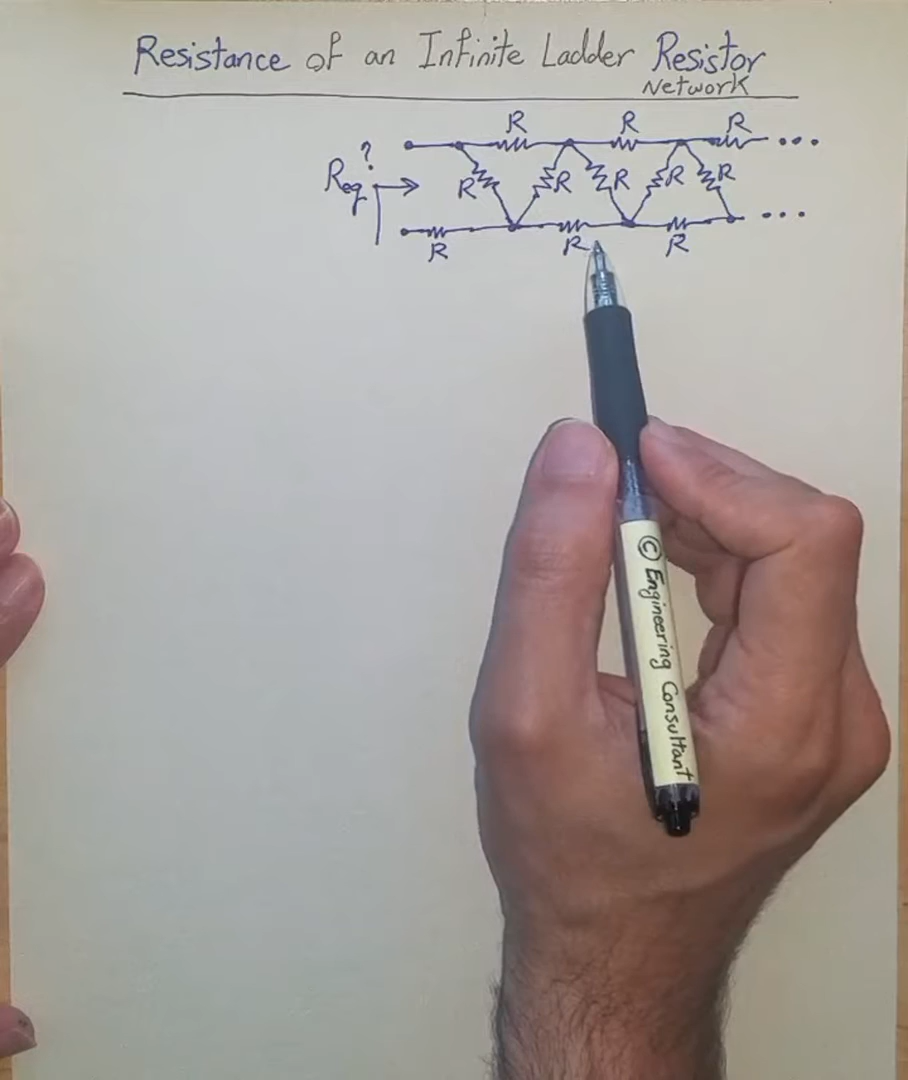 Resistance of an Infinite Ladder Resistor
Network
R R R ...
?
Req R R R R R
...
R R R
© Engineering Consultant